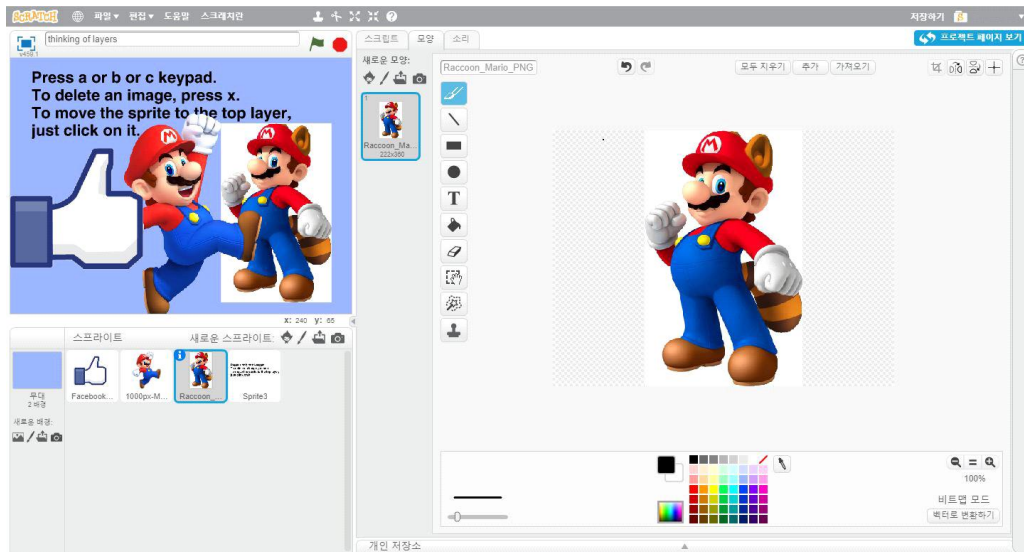 SCRATCH 파일▼ 편집▼ 도움말 스크래치란 저장하기
v459.1 thinking of layers
스크립트 모양 소리
프로젝트 페이지 보기
Press a or b or c keypad.
To delete an image, press x.
To move the sprite to the top layer,
just click on it.
x: 240 y: 66
새로운 모양:
1
Raccoon_Ma...
222x360
Raccoon_Mario_PNG
모두 지우기 추가 가져오기
T
스프라이트 새로운 스프라이트:
무대
2 배경
새로운 배경:
Facebook... 1000px-M... Raccoon_... Sprite3
100%
비트맵 모드
벡터로 변환하기
개인 저장소